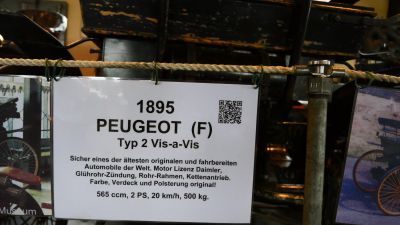 1895
PEUGEOT (F)
Typ 2 Vis-a-Vis
Sicher eines der ältesten originalen und fahrbereiten
Automobile der Welt. Motor Lizenz Daimler,
Glührohr-Zündung, Rohr-Rahmen, Kettenantrieb.
Farbe, Verdeck und Polsterung original!
565 ccm, 2 PS, 20 km/h, 500 kg.
Museum